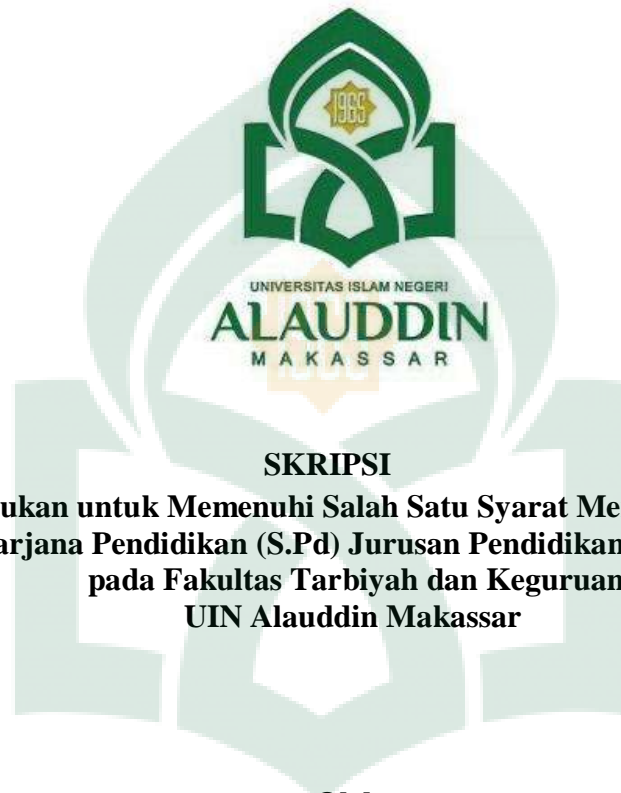 1965
UNIVERSITAS ISLAM NEGERI
ALAUDDIN
MAKASSAR
SKRIPSI
ukan untuk Memenuhi Salah Satu Syarat Me
arjana Pendidikan (S.Pd) Jurusan Pendidikan
pada Fakultas Tarbiyah dan Keguruan
UIN Alauddin Makassar